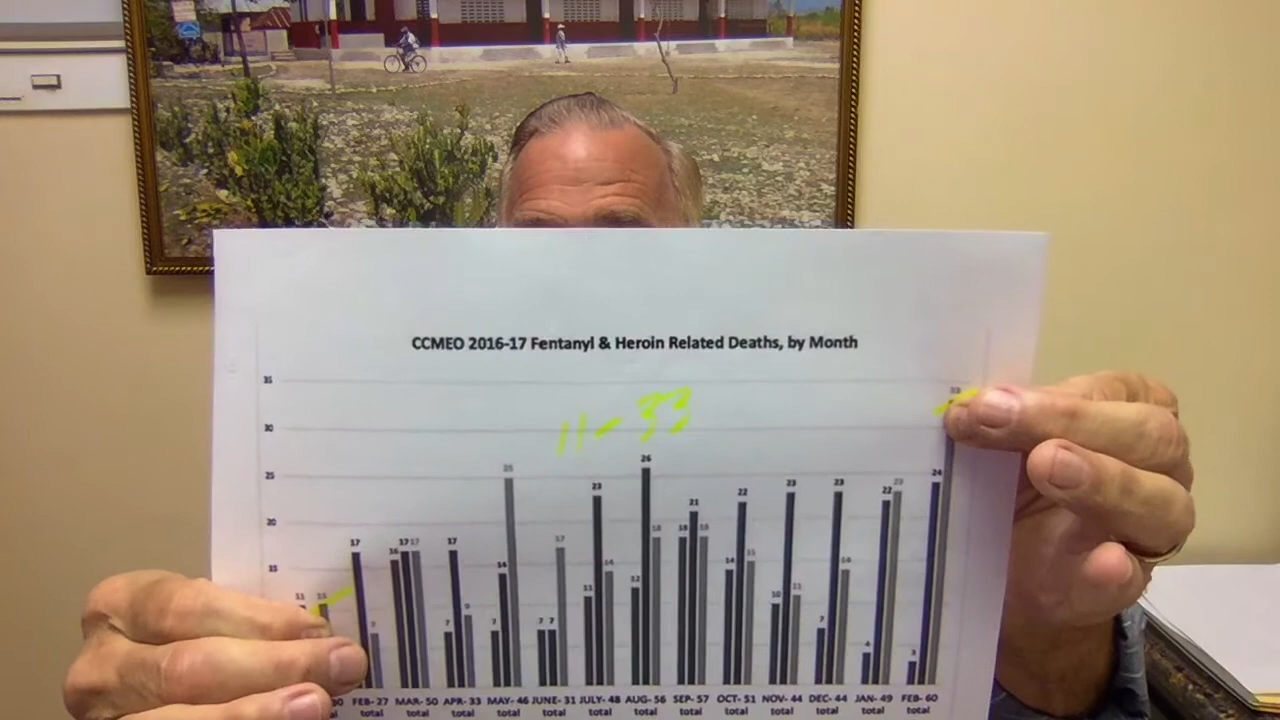 CCMEO 2016-17 Fentanyl & Heroin Related Deaths, by Month
35
11-33
33
30
26
25
25
24
23 23 23 22 23
22
21
20
18 18 19
17 17 17 17 17
16
15
14 14 14 15
12
11 11
10
9
7 7 7 7 7 7
4
3
FEB- 27 MAR- 50 APR- 33 MAY- 46 JUNE- 31 JULY- 48 AUG- 56 SEP- 57 OCT- 51 NOV- 44 DEC- 44 JAN- 49 FEB- 60
total total total total total total total total total total total total total